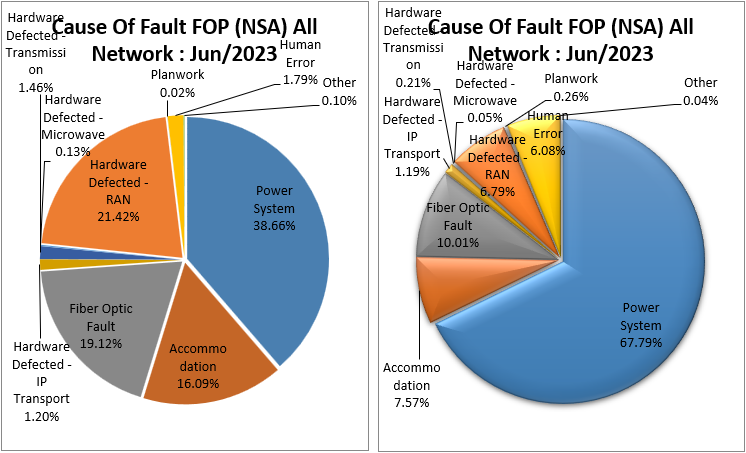 Cause Of Fault FOP (NSA) All
Network : Jun/2023
Hardware
Defected -
Transmissi
on
1.46%
Hardware
Defected -
Microwave
0.13%
Hardware
Defected -
RAN
21.42%
Planwork
0.02%
Human
Error
1.79%
Other
0.10%
Power
System
38.66%
Fiber Optic
Fault
19.12%
Accommo
dation
16.09%
Hardware
Defected -
IP
Transport
1.20%
Cause Of Fault FOP (NSA) All
Network : Jun/2023
Hardware
Defected -
Transmissi
on
0.21%
Hardware
Defected -
Microwave
0.05%
Planwork
0.26%
Other
0.04%
Hardware
Defected -
IP
Transport
1.19%
Hardware
Defected -
RAN
6.79%
Human
Error
6.08%
Fiber Optic
Fault
10.01%
Power
System
67.79%
Accommo
dation
7.57%